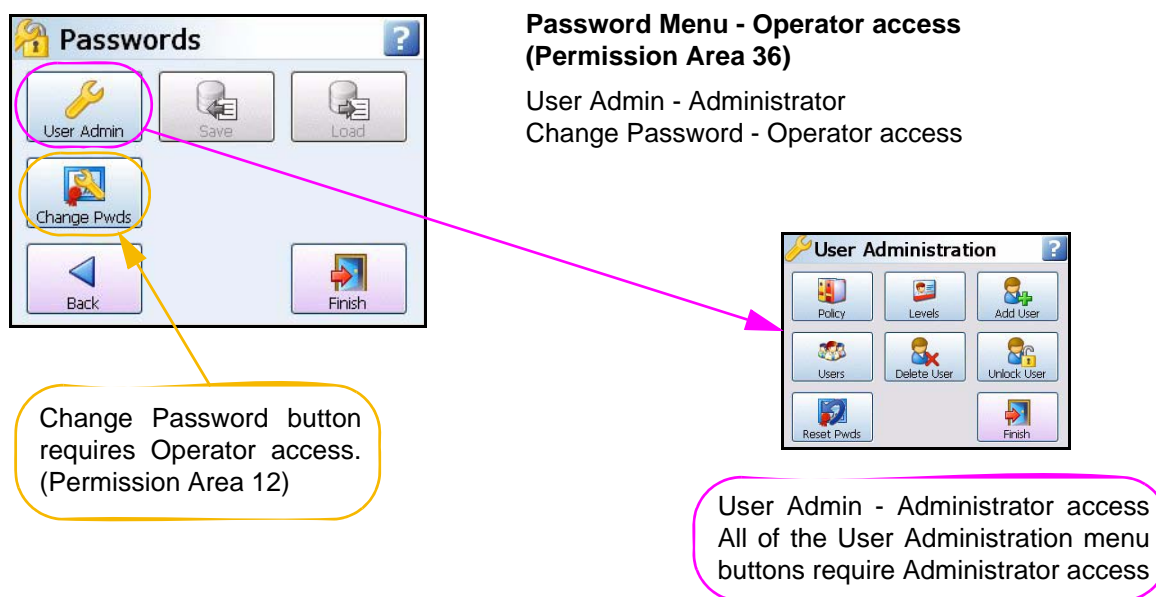 Passwords
?
User Admin
Save
Load
Change Pwds
Back
Finish
Password Menu - Operator access
(Permission Area 36)
User Admin - Administrator
Change Password - Operator access
User Administration
?
Policy
Levels
Add User
Users
Delete User
Unlock User
Reset Pwds
Finish
Change Password button
requires Operator access.
(Permission Area 12)
User Admin - Administrator access
All of the User Administration menu
buttons require Administrator access